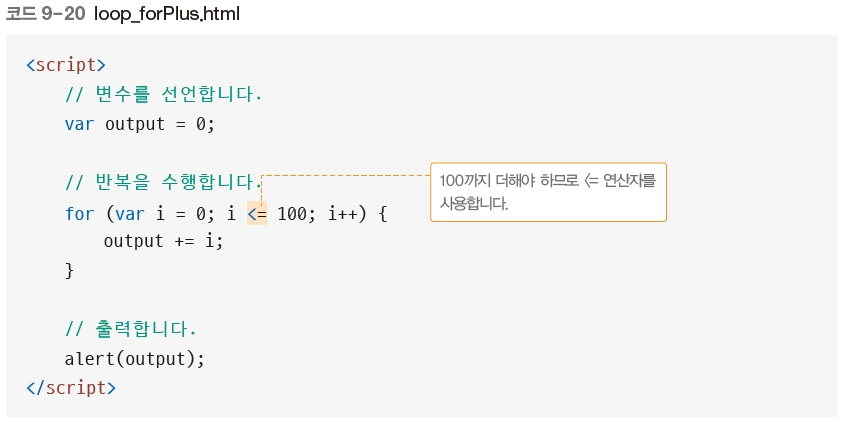 코드 9-20 loop_forPlus.html
<script>
// 변수를 선언합니다.
var output = 0;
// 반복을 수행합니다.
100까지 더해야 하므로 <= 연산자를
사용합니다.
for (var i = 0; i <= 100; i++) {
output += i;
}
// 출력합니다.
alert(output);
</script>